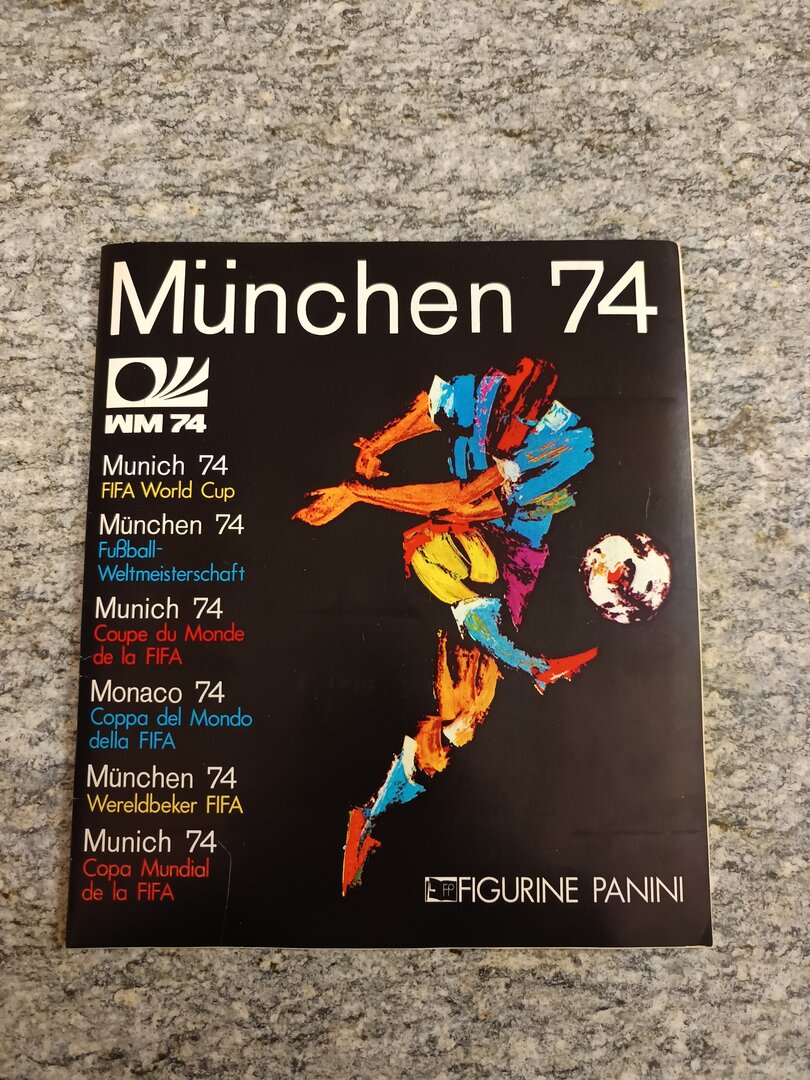 München 74
WM 74
Munich 74
FIFA World Cup
München 74
Fußball-
Weltmeisterschaft
Munich 74
Coupe du Monde
de la FIFA
Monaco 74
Coppa del Mondo
della FIFA
München 74
Wereldbeker FIFA
Munich 74
Copa Mundial
de la FIFA
FIGURINE PANINI